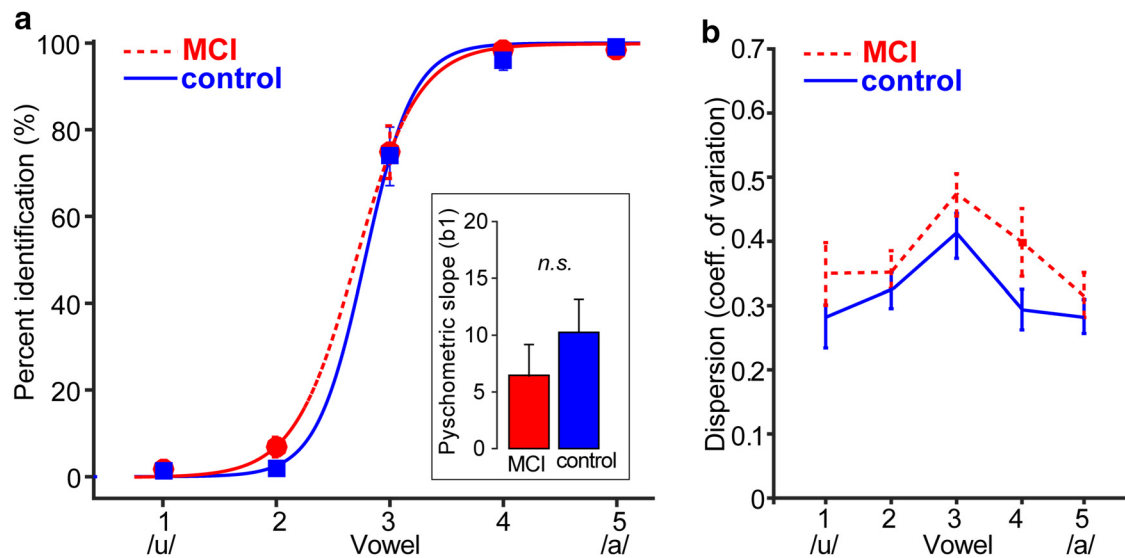 a
Percent identification (%)
100
80
60
40
20
0
MCI
control
1
2
3
4
5
/u/
Vowel
/a/
Pyschometric slope (b1)
20
15
10
5
0
n.s.
MCI
control
b
Dispersion (coeff. of variation)
0.7
0.6
0.5
0.4
0.3
0.2
0.1
0
MCI
control
1
2
3
4
5
/u/
Vowel
/a/